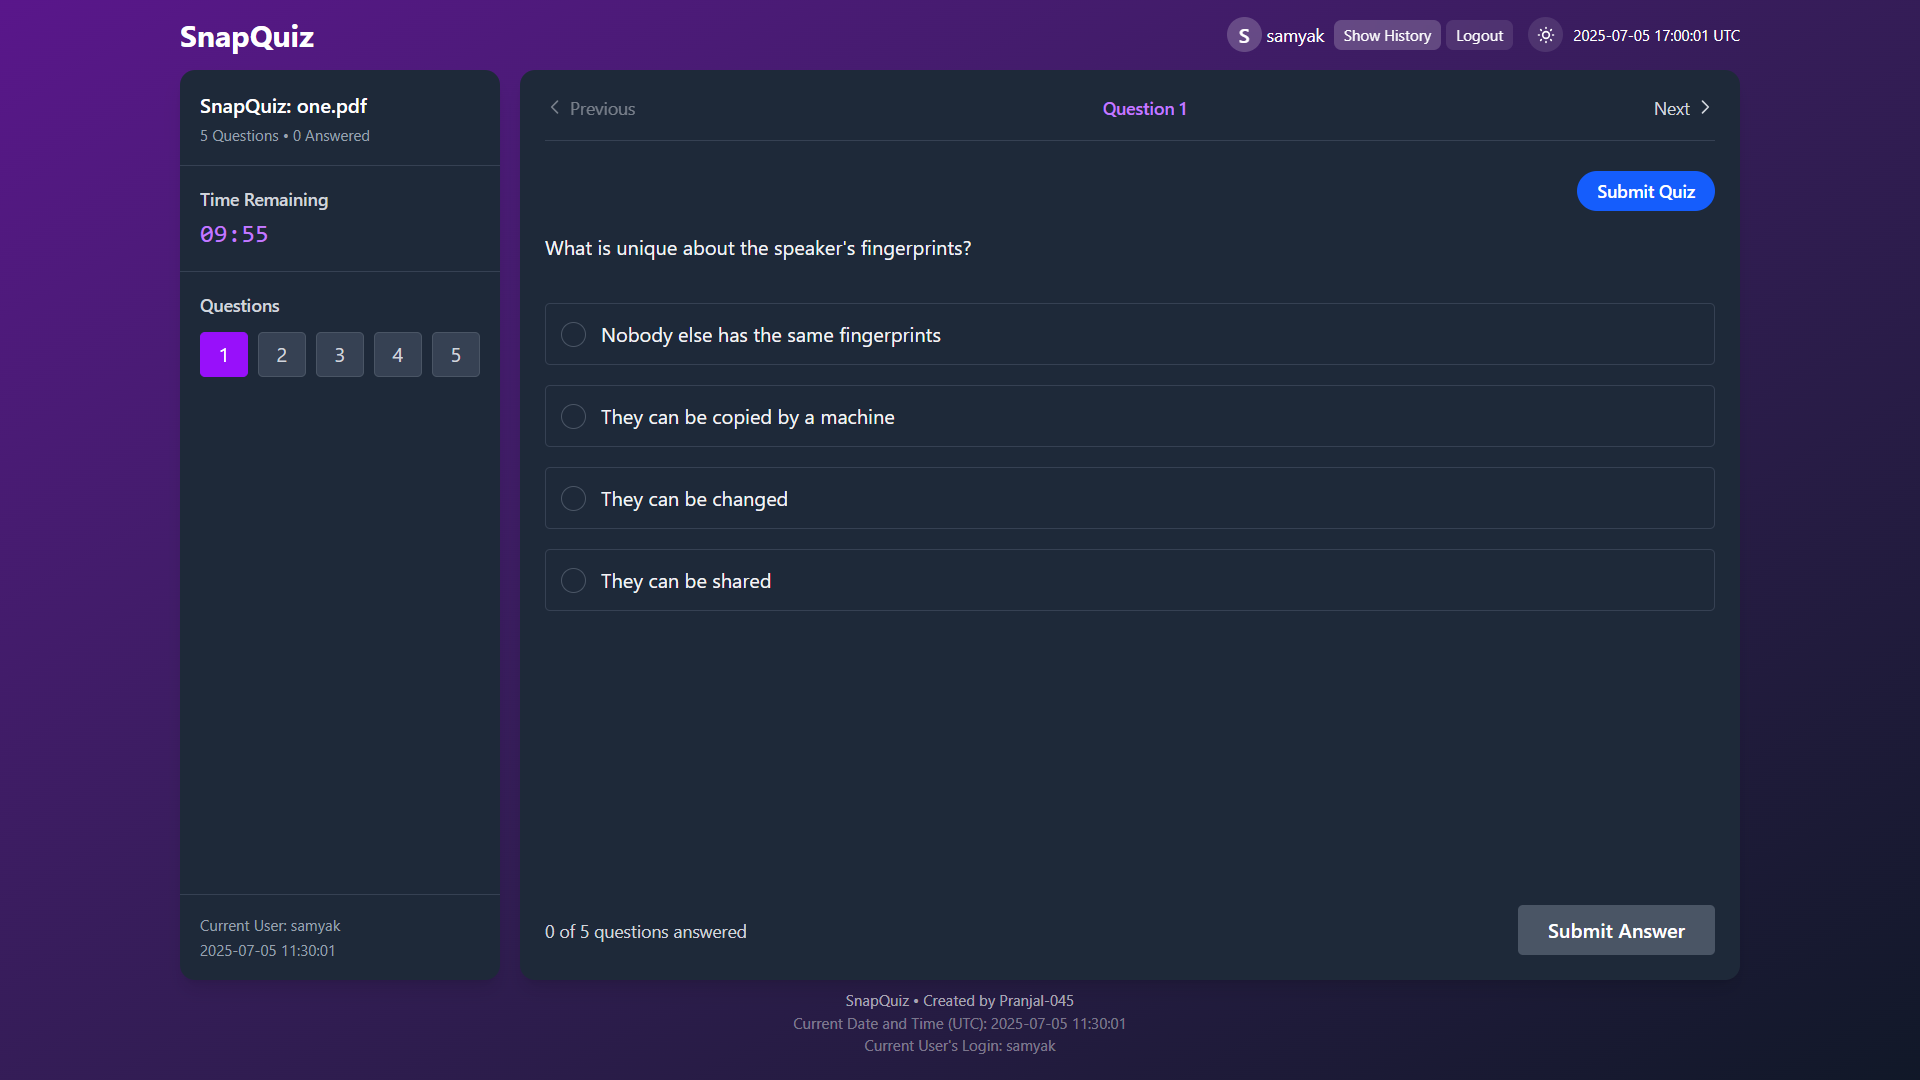 SnapQuiz
S samyak Show History Logout 2025-07-05 17:00:01 UTC
SnapQuiz: one.pdf
5 Questions • 0 Answered
Time Remaining
09:55
Questions
1 2 3 4 5
Current User: samyak
2025-07-05 11:30:01
Previous Question 1 Next
Submit Quiz
What is unique about the speaker's fingerprints?
Nobody else has the same fingerprints
They can be copied by a machine
They can be changed
They can be shared
0 of 5 questions answered
Submit Answer
SnapQuiz • Created by Pranjal-045
Current Date and Time (UTC): 2025-07-05 11:30:01
Current User's Login: samyak